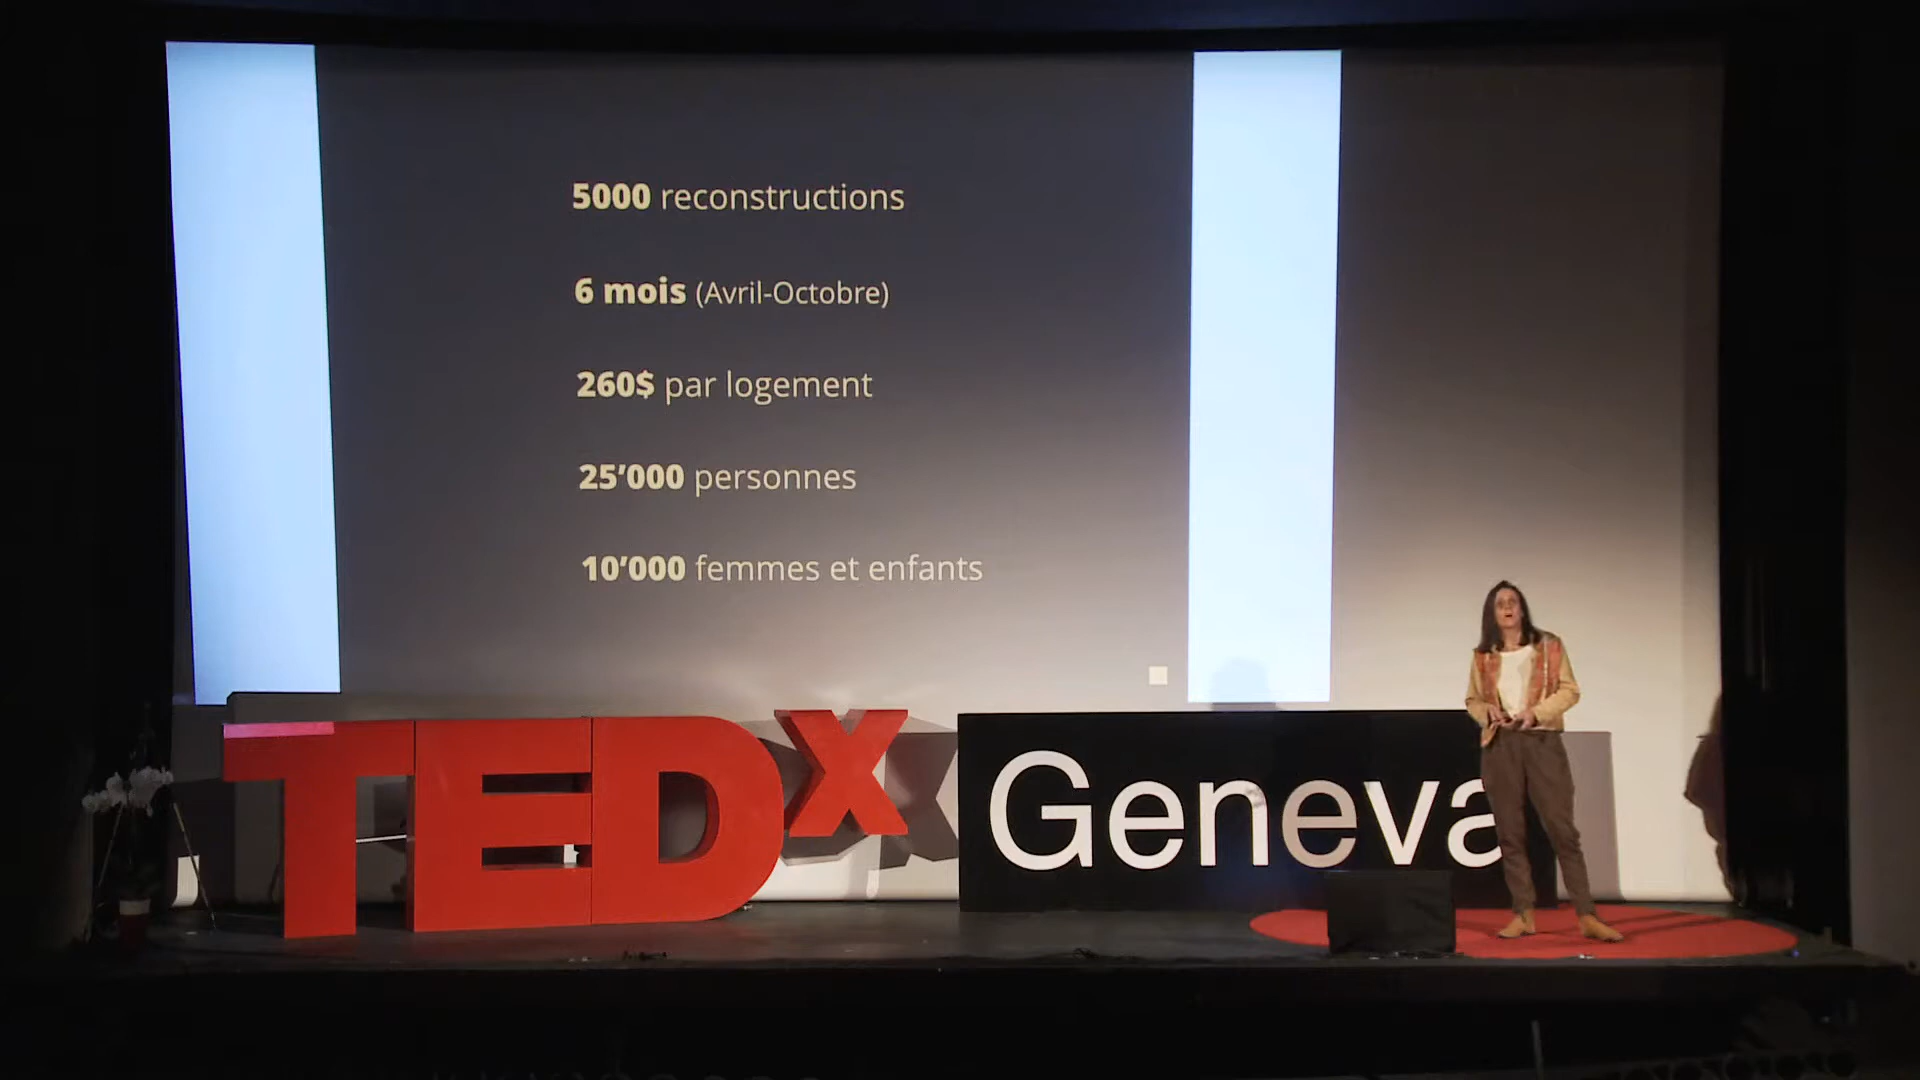 5000 reconstructions
6 mois (Avril-Octobre)
260$ par logement
25’000 personnes
10’000 femmes et enfants
TEDx Geneva